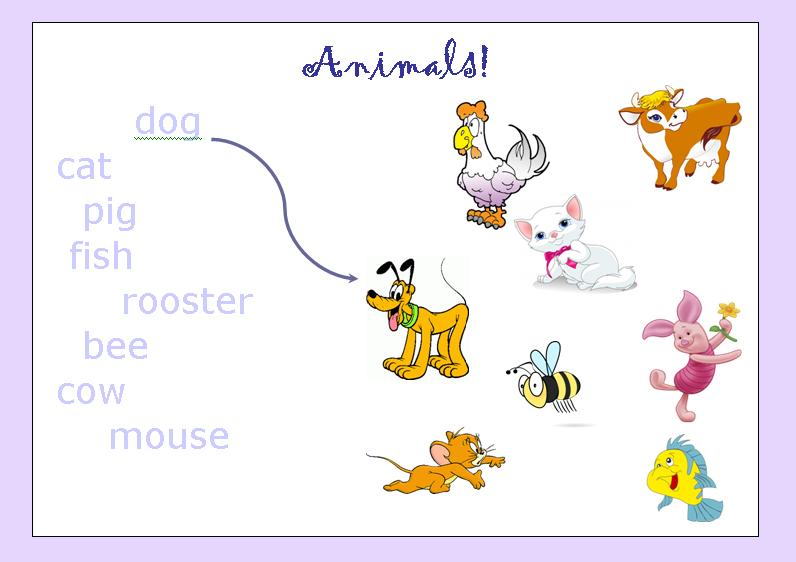 Animals!
dog
cat
pig
fish
rooster
bee
cow
mouse